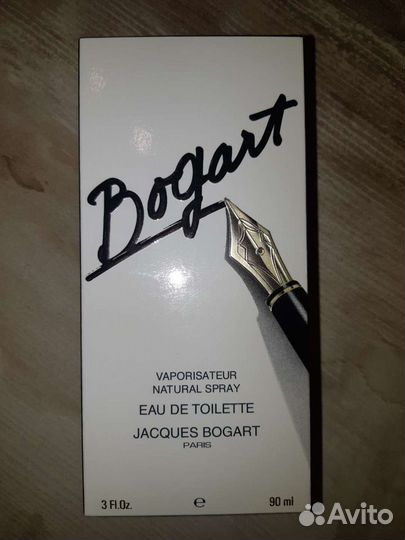 Bogart
VAPORISATEUR
NATURAL SPRAY
EAU DE TOILETTE
JACQUES BOGART
PARIS
3 Fl.Oz. e 90 ml
Avito